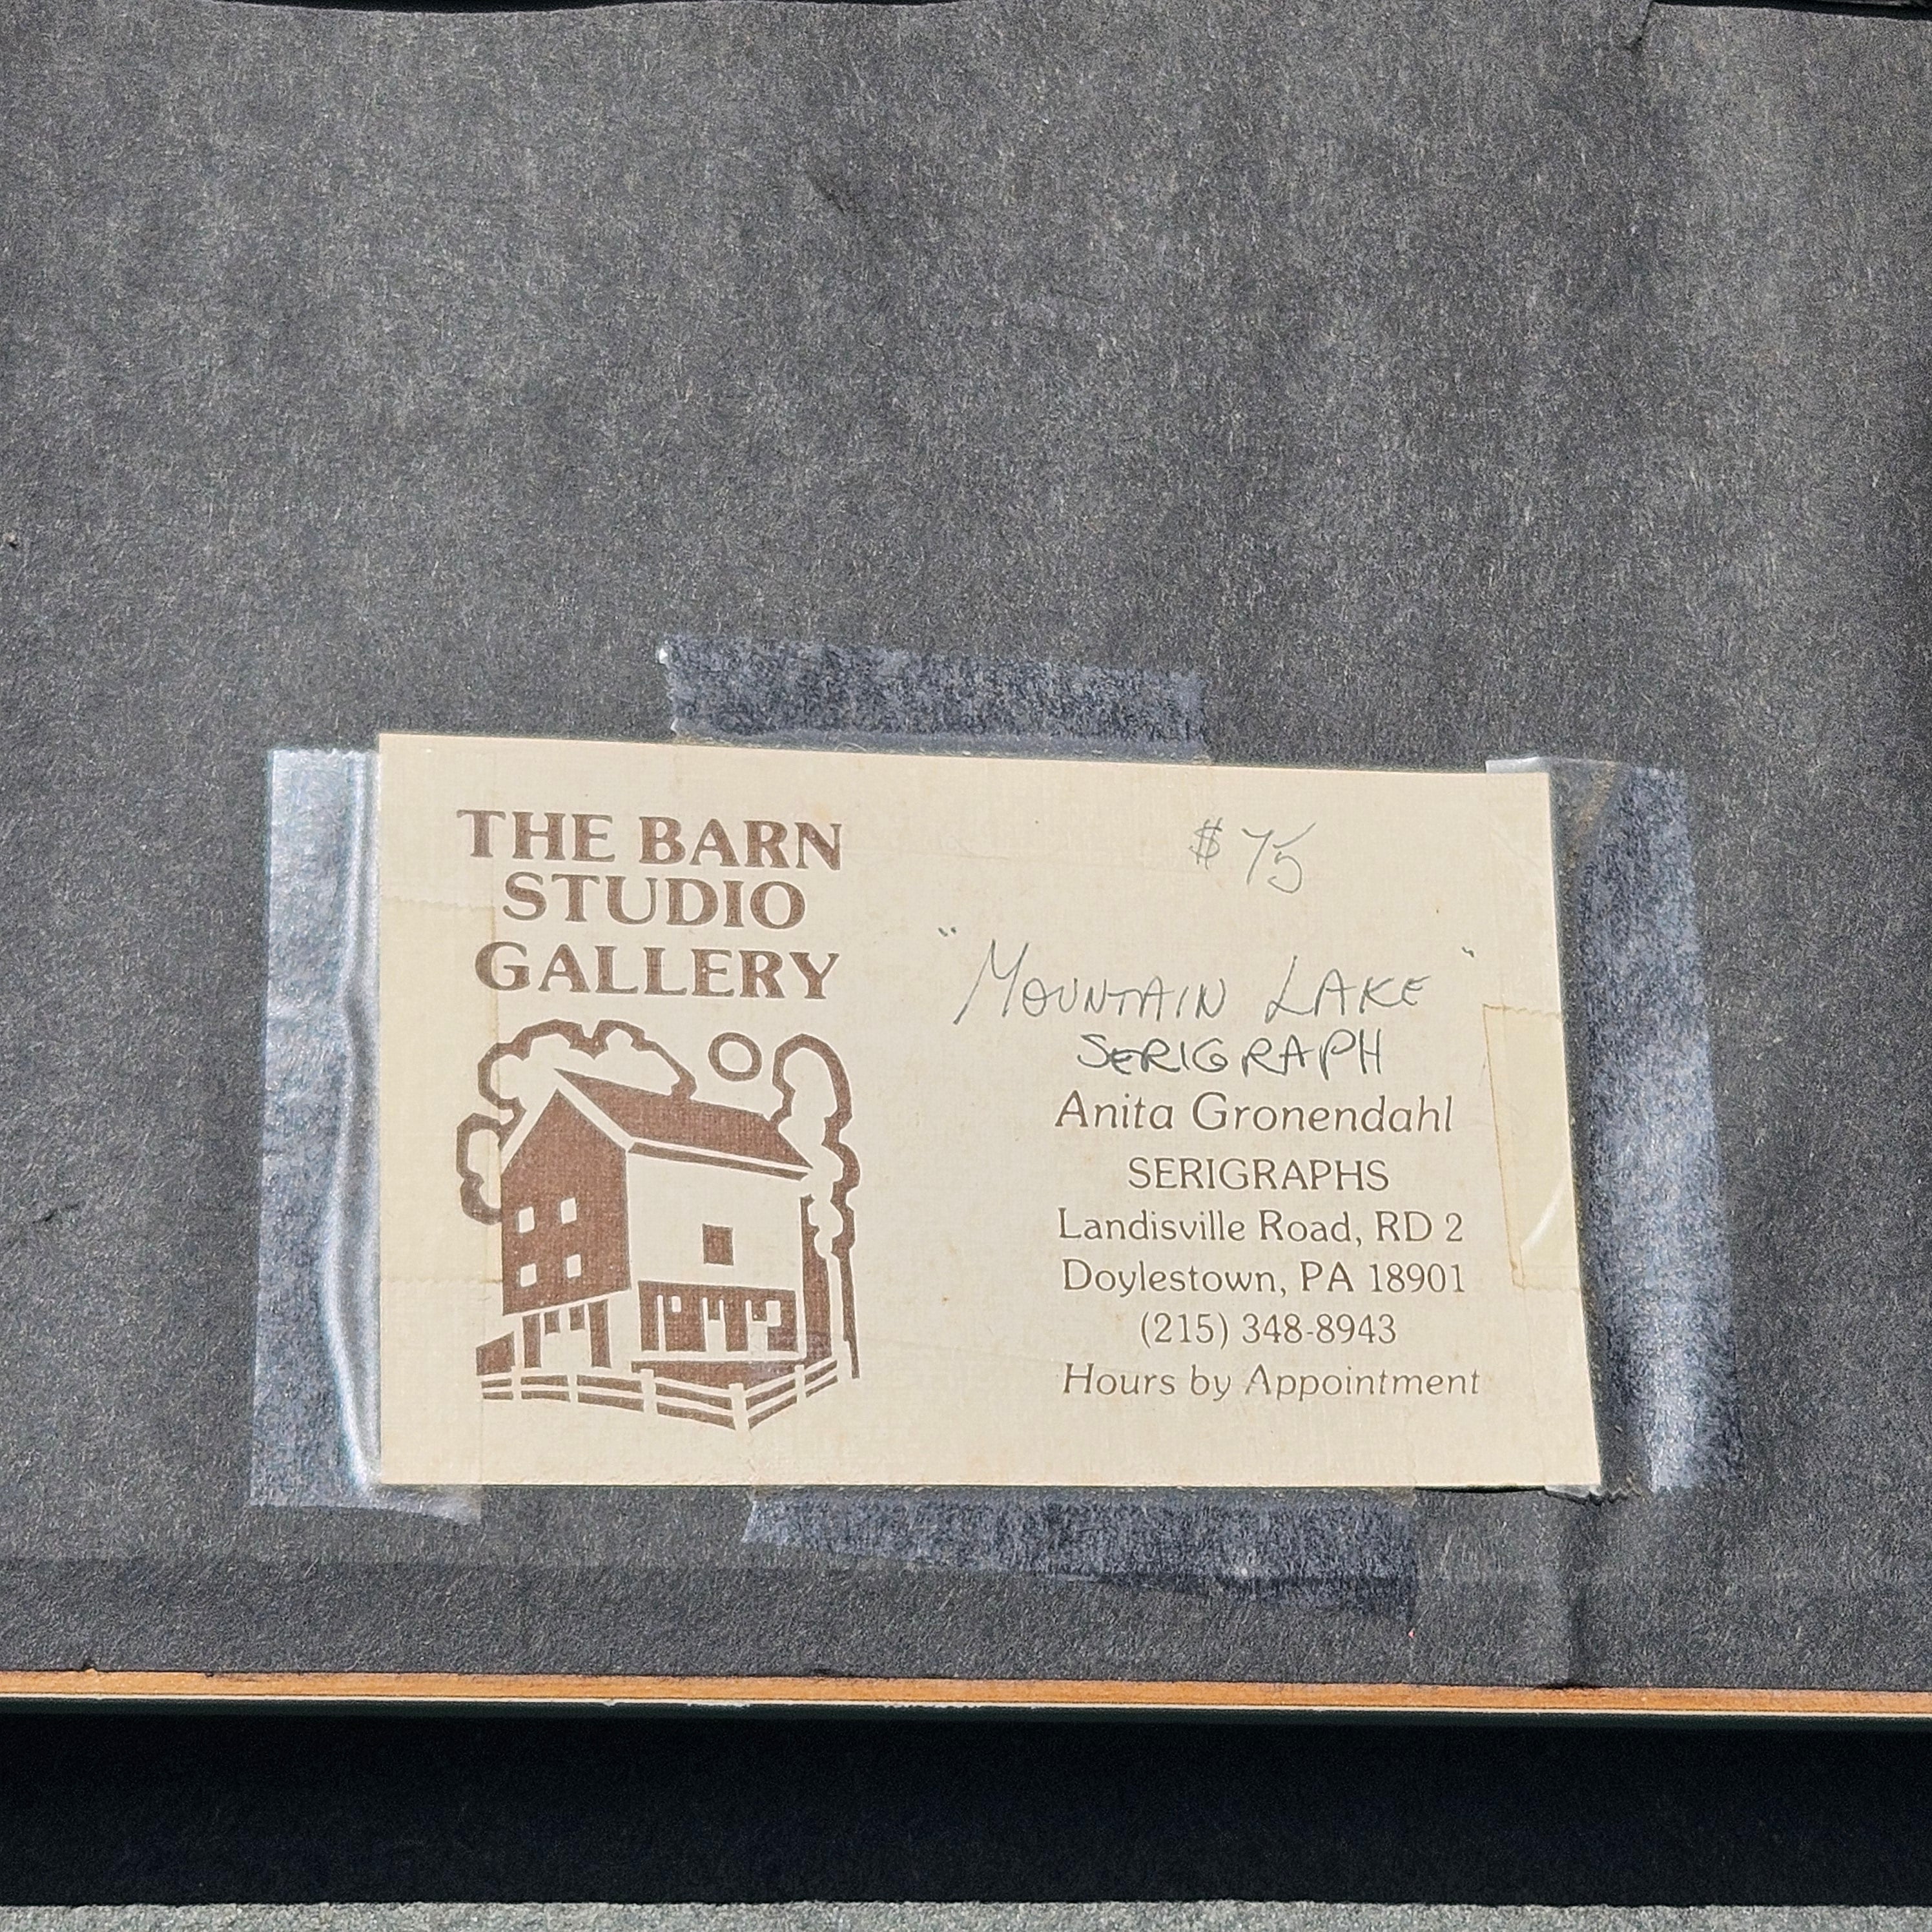 THE BARN
STUDIO
GALLERY
$75
"MOUNTAIN LAKE"
SERIGRAPH
Anita Gronendahl
SERIGRAPHS
Landisville Road, RD 2
Doylestown, PA 18901
(215) 348-8943
Hours by Appointment